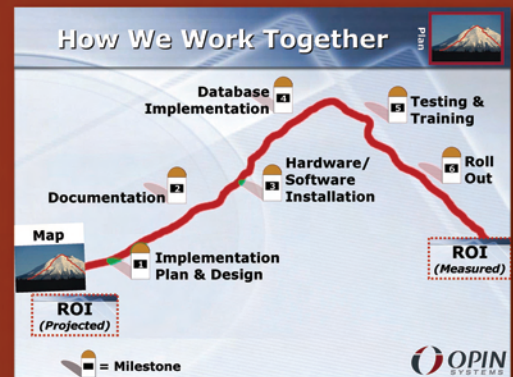 How We Work Together
Plan
Database
Implementation
4
5
Testing &
Training
Documentation
2
3
Hardware/
Software
Installation
6
Roll
Out
Map
1
Implementation
Plan & Design
ROI
(Projected)
ROI
(Measured)
= Milestone
OPIN
SYSTEMS